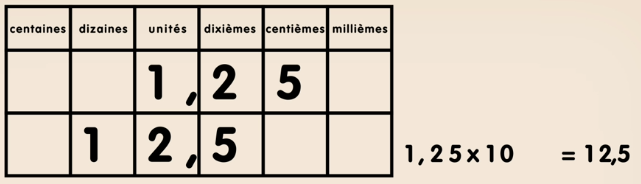 centaines dizaines unités dixièmes centièmes millièmes
1 , 2 5
1 2 , 5
1,25x10 = 12,5